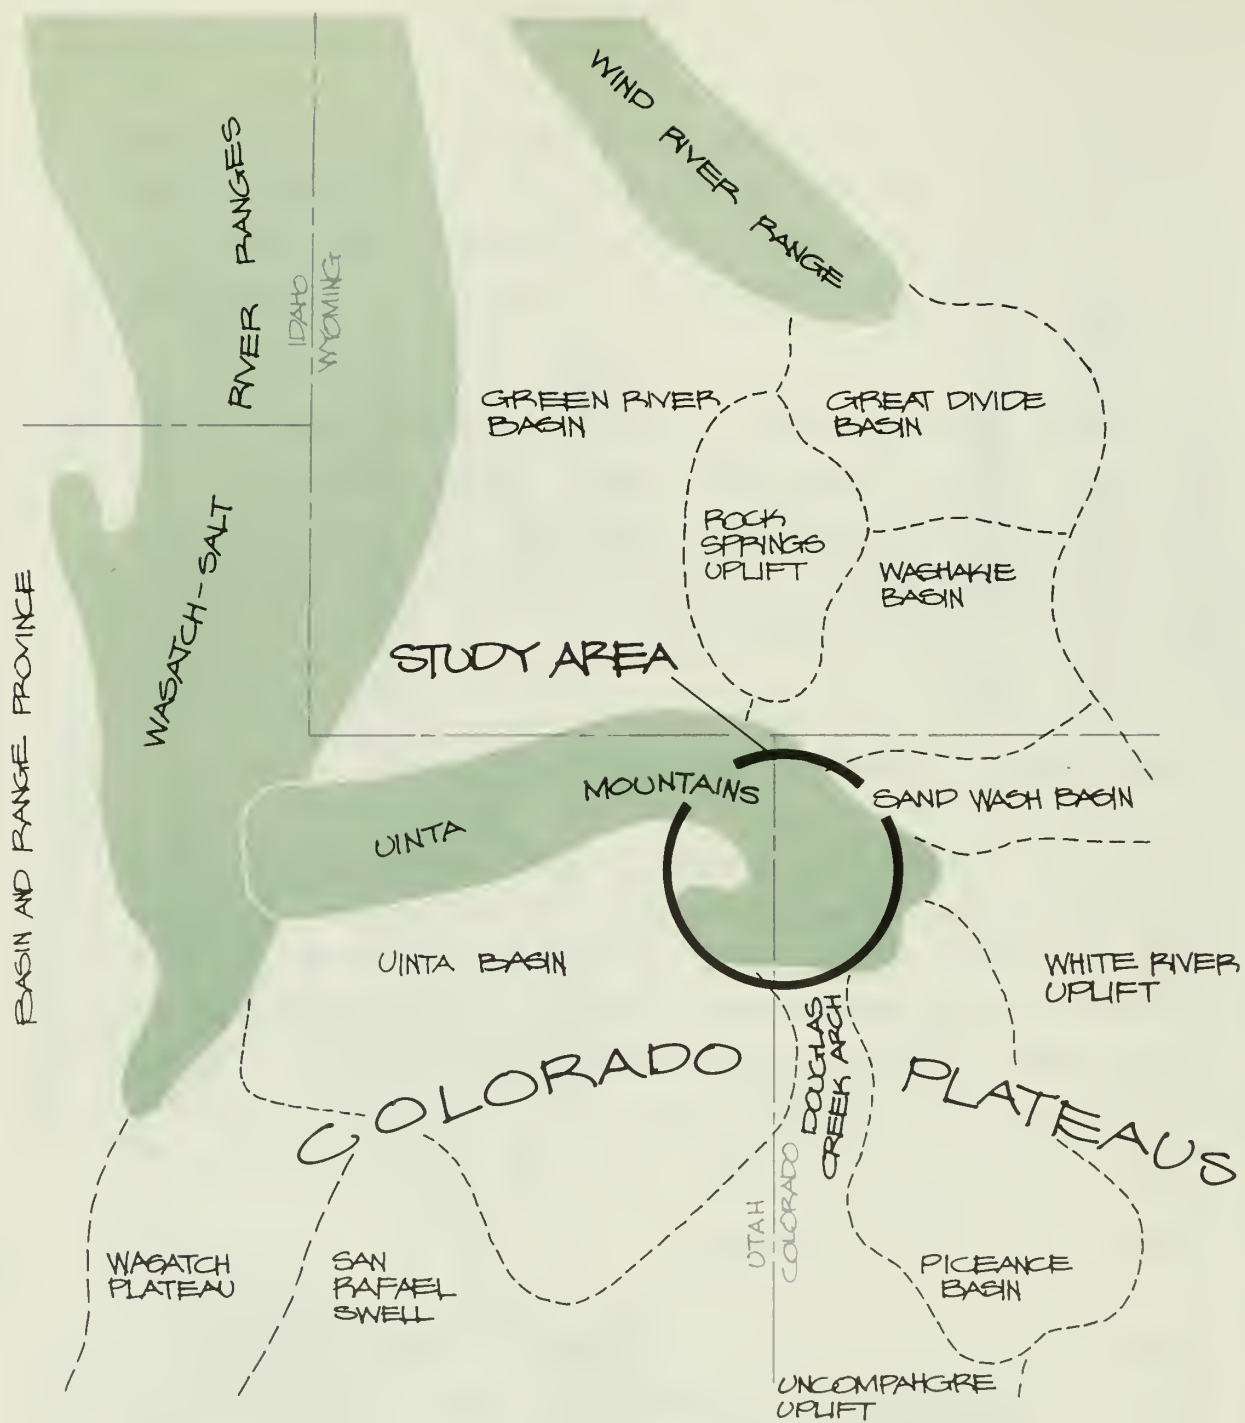 WIND RIVER RANGE
RIVER RANGES
IDAHO
WYOMING
GREEN RIVER
BASIN
GREAT DIVIDE
BASIN
WASATCH-SALT
ROCK
SPRINGS
UPLIFT
WASHAKIE
BASIN
BASIN AND RANGE PROVINCE
STUDY AREA
MOUNTAINS
SAND WASH BASIN
UINTA
UINTA BASIN
WHITE RIVER
UPLIFT
DOUGLAS
CREEK ARCH
COLORADO
PLATEAUS
UTAH
COLORADO
WASATCH
PLATEAU
SAN
RAFAEL
SWELL
PICEANCE
BASIN
UNCOMPAHGRE
UPLIFT